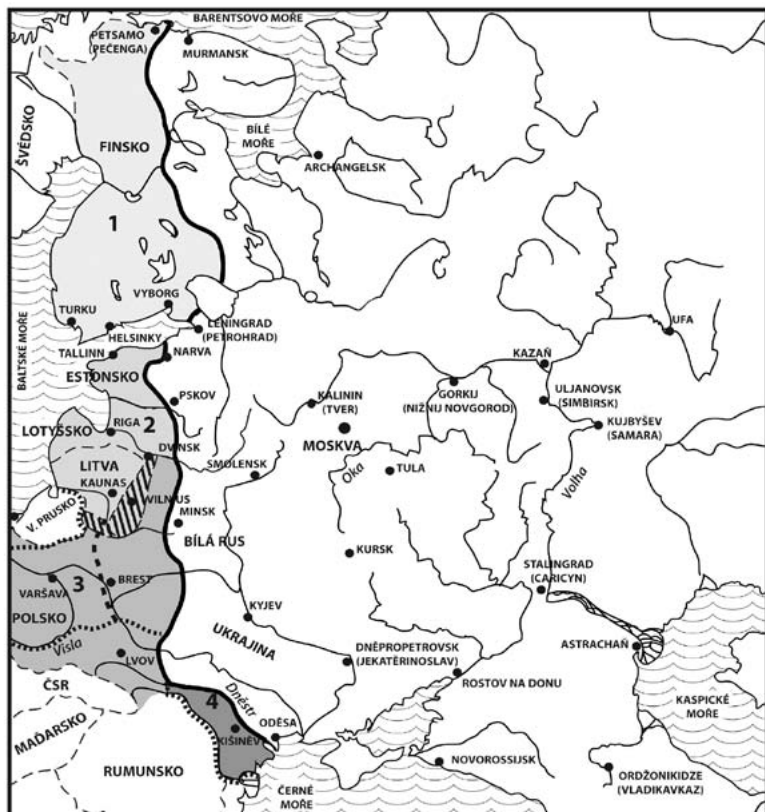 BARENTSOVO MOŘE
PETSAMO
(PEČENGA)
MURMANSK
ŠVÉDSKO
FINSKO
BÍLÉ
MOŘE
ARCHANGELSK
1
VYBORG
TURKU
HELSINKY
LENINGRAD
(PETROHRAD)
UFA
BALTSKÉ MOŘE
TALLINN
NARVA
ESTONSKO
KAZAŇ
PSKOV
KALININ
(TVER)
GORKIJ
(NIŽNIJ NOVGOROD)
ULJANOVSK
(SIMBIRSK)
KUJBYŠEV
(SAMARA)
LOTYŠSKO
RIGA
2
MOSKVA
DVINSK
SMOLENSK
Oka
TULA
Volha
LITVA
KAUNAS
VILNIUS
V. PRUSKO
MINSK
BÍLÁ RUS
KURSK
STALINGRAD
(CARICYN)
3
BREST
VARŠAVA
POLSKO
KYJEV
Visla
UKRAJINA
ASTRACHAŇ
LVOV
DNĚPROPETROVSK
(JEKATĚRINOSLAV)
ROSTOV NA DONU
ČSR
4
Dněstr
KASPICKÉ
MOŘE
MAĎARSKO
KIŠINĚV
ODĚSA
RUMUNSKO
NOVOROSSIJSK
ČERNÉ
MOŘE
ORDŽONIKIDZE
(VLADIKAVKAZ)